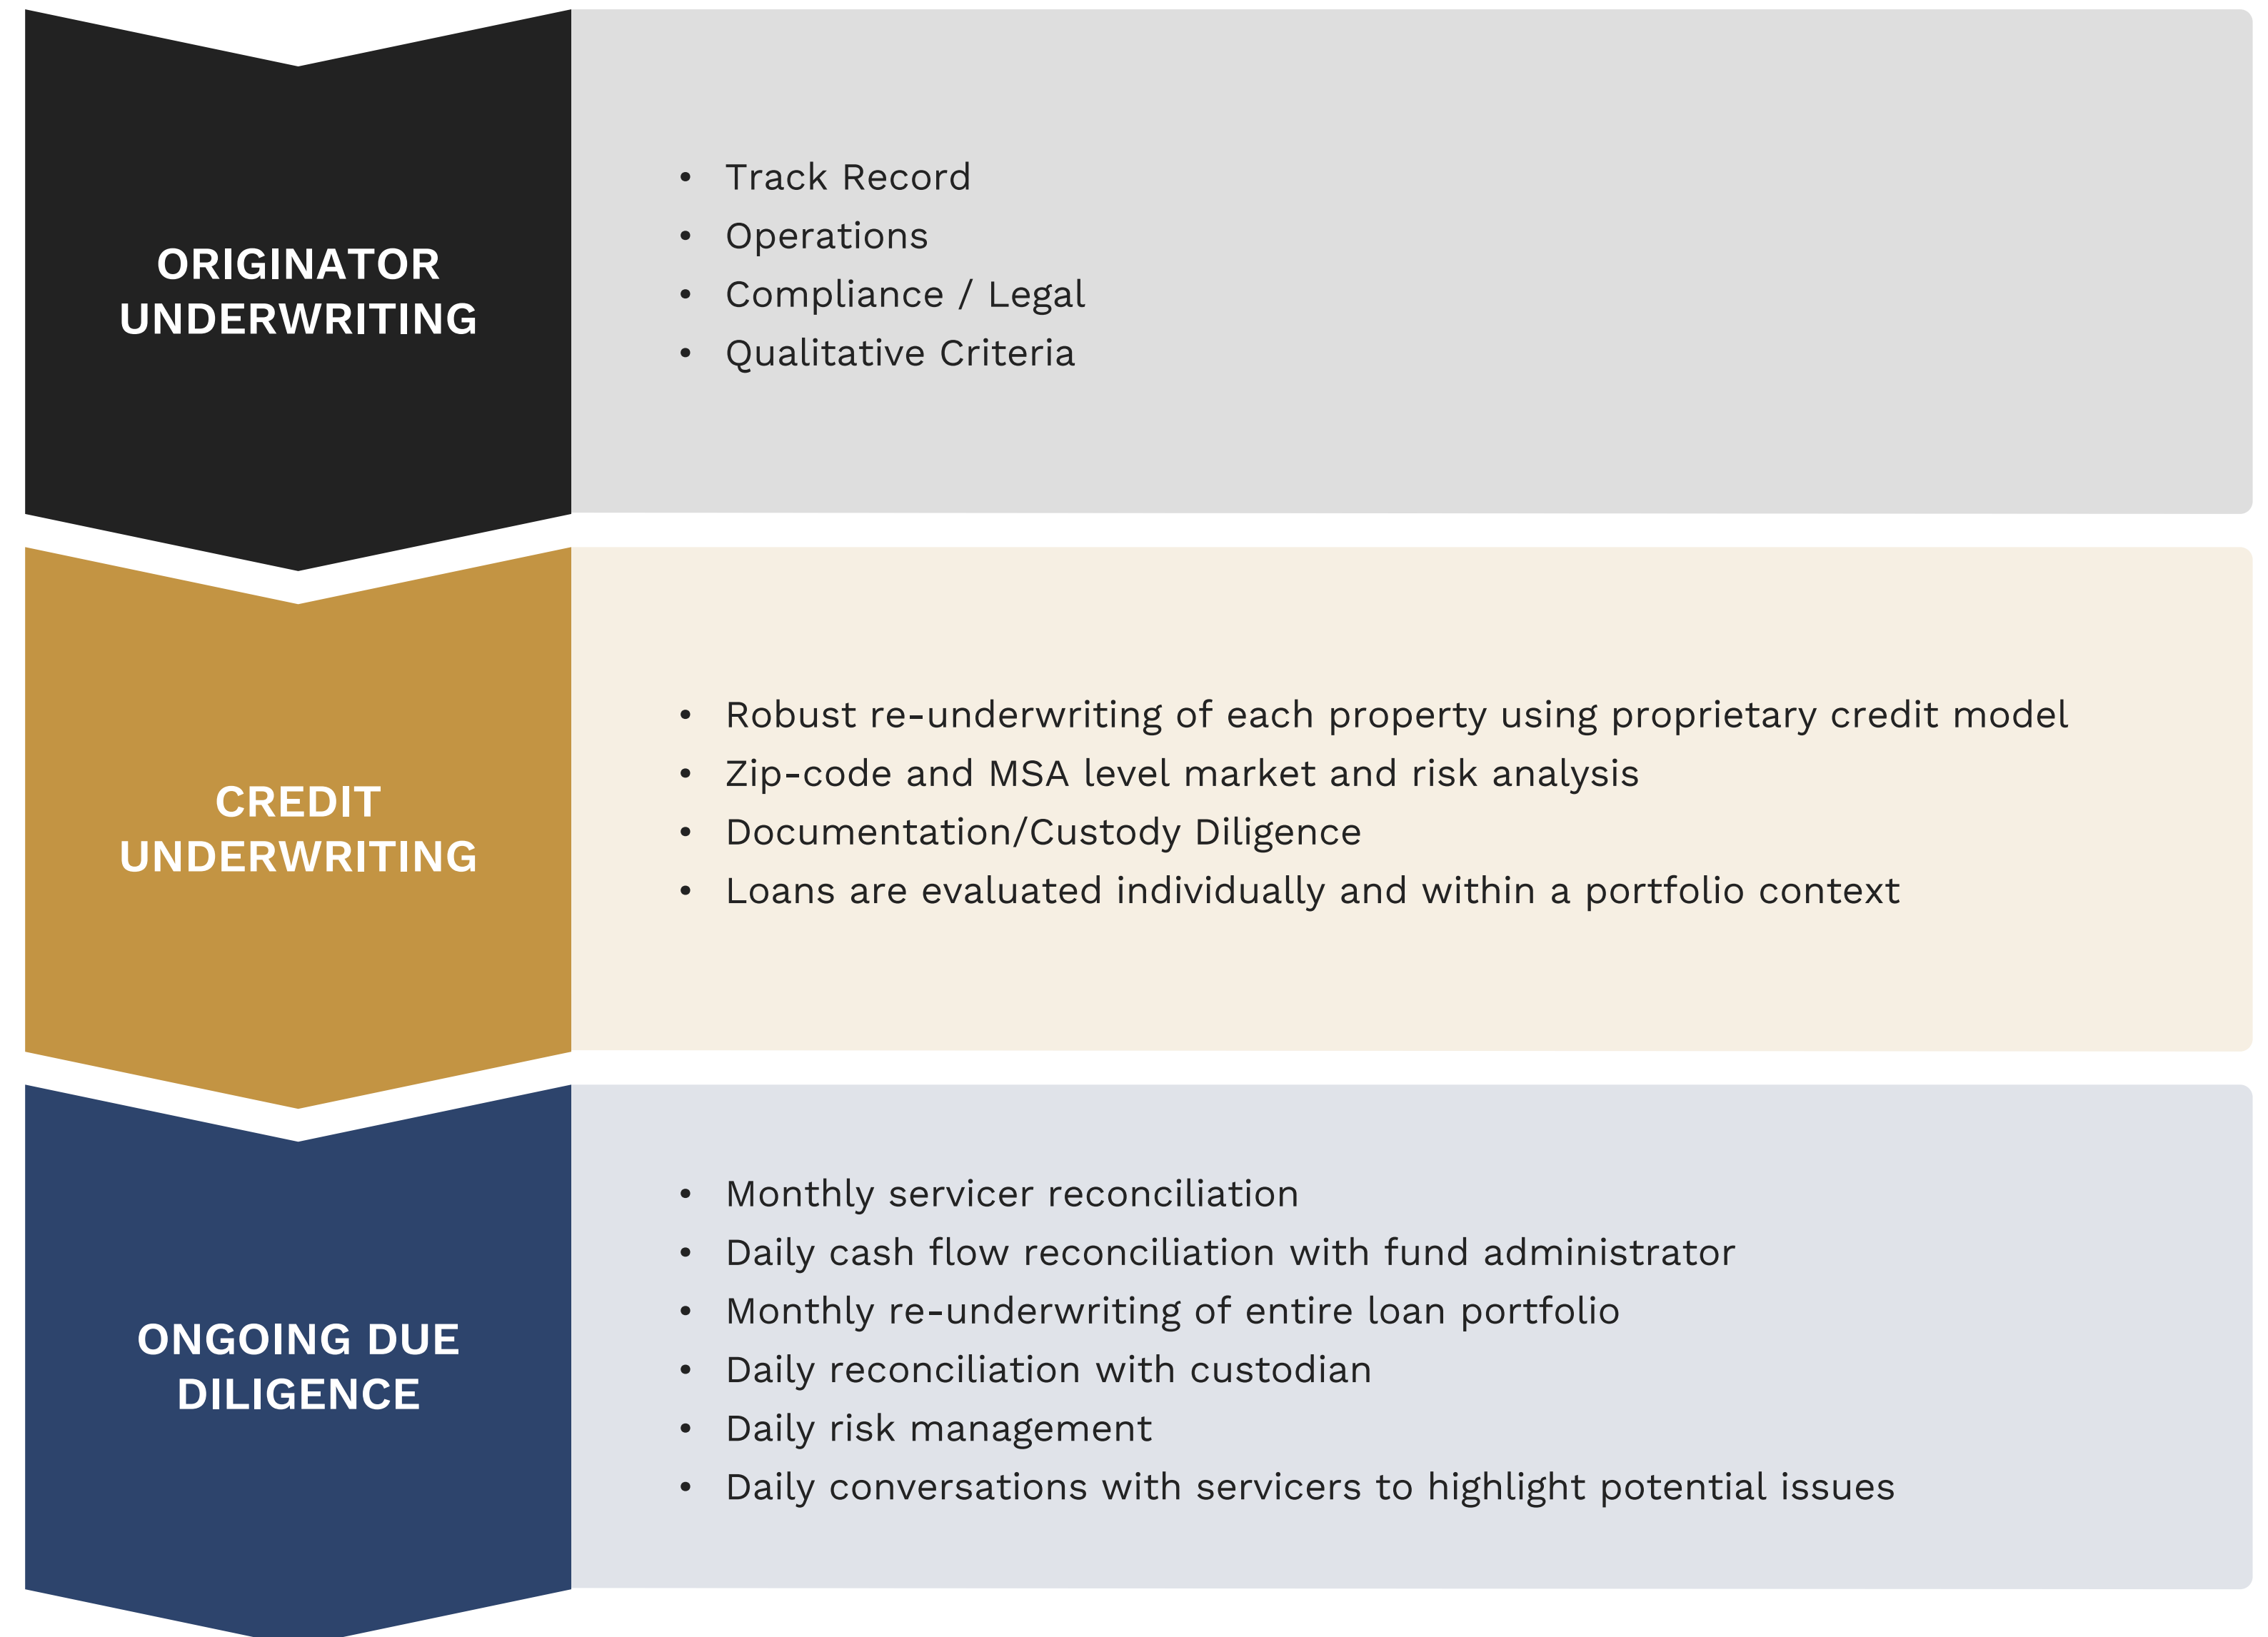 ORIGINATOR
UNDERWRITING
• Track Record
• Operations
• Compliance / Legal
• Qualitative Criteria
CREDIT
UNDERWRITING
• Robust re-underwriting of each property using proprietary credit model
• Zip-code and MSA level market and risk analysis
• Documentation/Custody Diligence
• Loans are evaluated individually and within a portfolio context
ONGOING DUE
DILIGENCE
• Monthly servicer reconciliation
• Daily cash flow reconciliation with fund administrator
• Monthly re-underwriting of entire loan portfolio
• Daily reconciliation with custodian
• Daily risk management
• Daily conversations with servicers to highlight potential issues